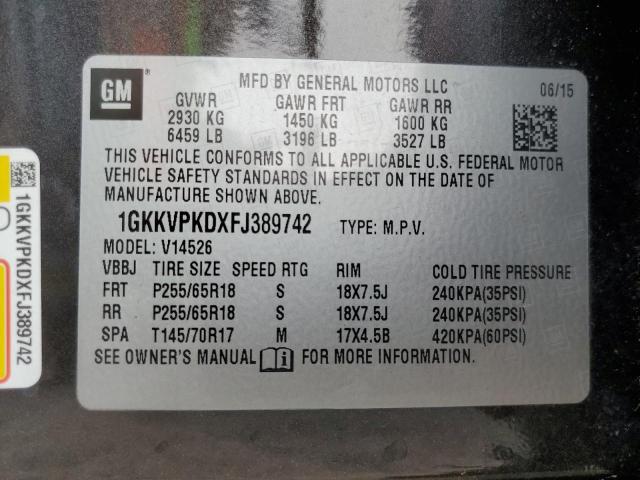 GM
®
MFD BY GENERAL MOTORS LLC 06/15
GVWR GAWR FRT GAWR RR
2930 KG 1450 KG 1600 KG
6459 LB 3196 LB 3527 LB
THIS VEHICLE CONFORMS TO ALL APPLICABLE U.S. FEDERAL MOTOR
VEHICLE SAFETY STANDARDS IN EFFECT ON THE DATE OF
MANUFACTURE SHOWN ABOVE.
1GKKVPKDXFJ389742 TYPE: M.P.V.
MODEL: V14526
VBBJ TIRE SIZE SPEED RTG RIM COLD TIRE PRESSURE
FRT P255/65R18 S 18X7.5J 240KPA(35PSI)
RR P255/65R18 S 18X7.5J 240KPA(35PSI)
SPA T145/70R17 M 17X4.5B 420KPA(60PSI)
SEE OWNER'S MANUAL i FOR MORE INFORMATION.
1GKKVPKDXFJ389742